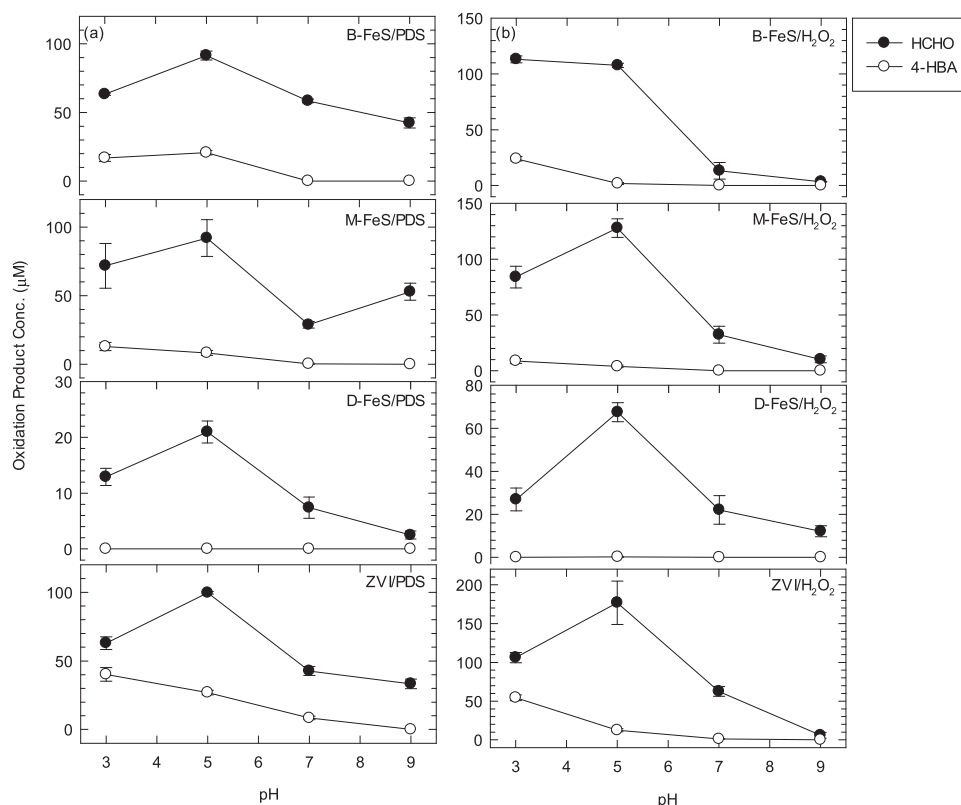 (a)
B-FeS/PDS
100
50
0
M-FeS/PDS
100
50
0
D-FeS/PDS
30
20
10
0
ZVI/PDS
100
50
0
3 4 5 6 7 8 9
pH
Oxidation Product Conc. (μM)
(b)
B-FeS/H₂O₂
150
100
50
0
M-FeS/H₂O₂
150
100
50
0
D-FeS/H₂O₂
80
60
40
20
0
ZVI/H₂O₂
200
150
100
50
0
3 4 5 6 7 8 9
pH
HCHO
4-HBA